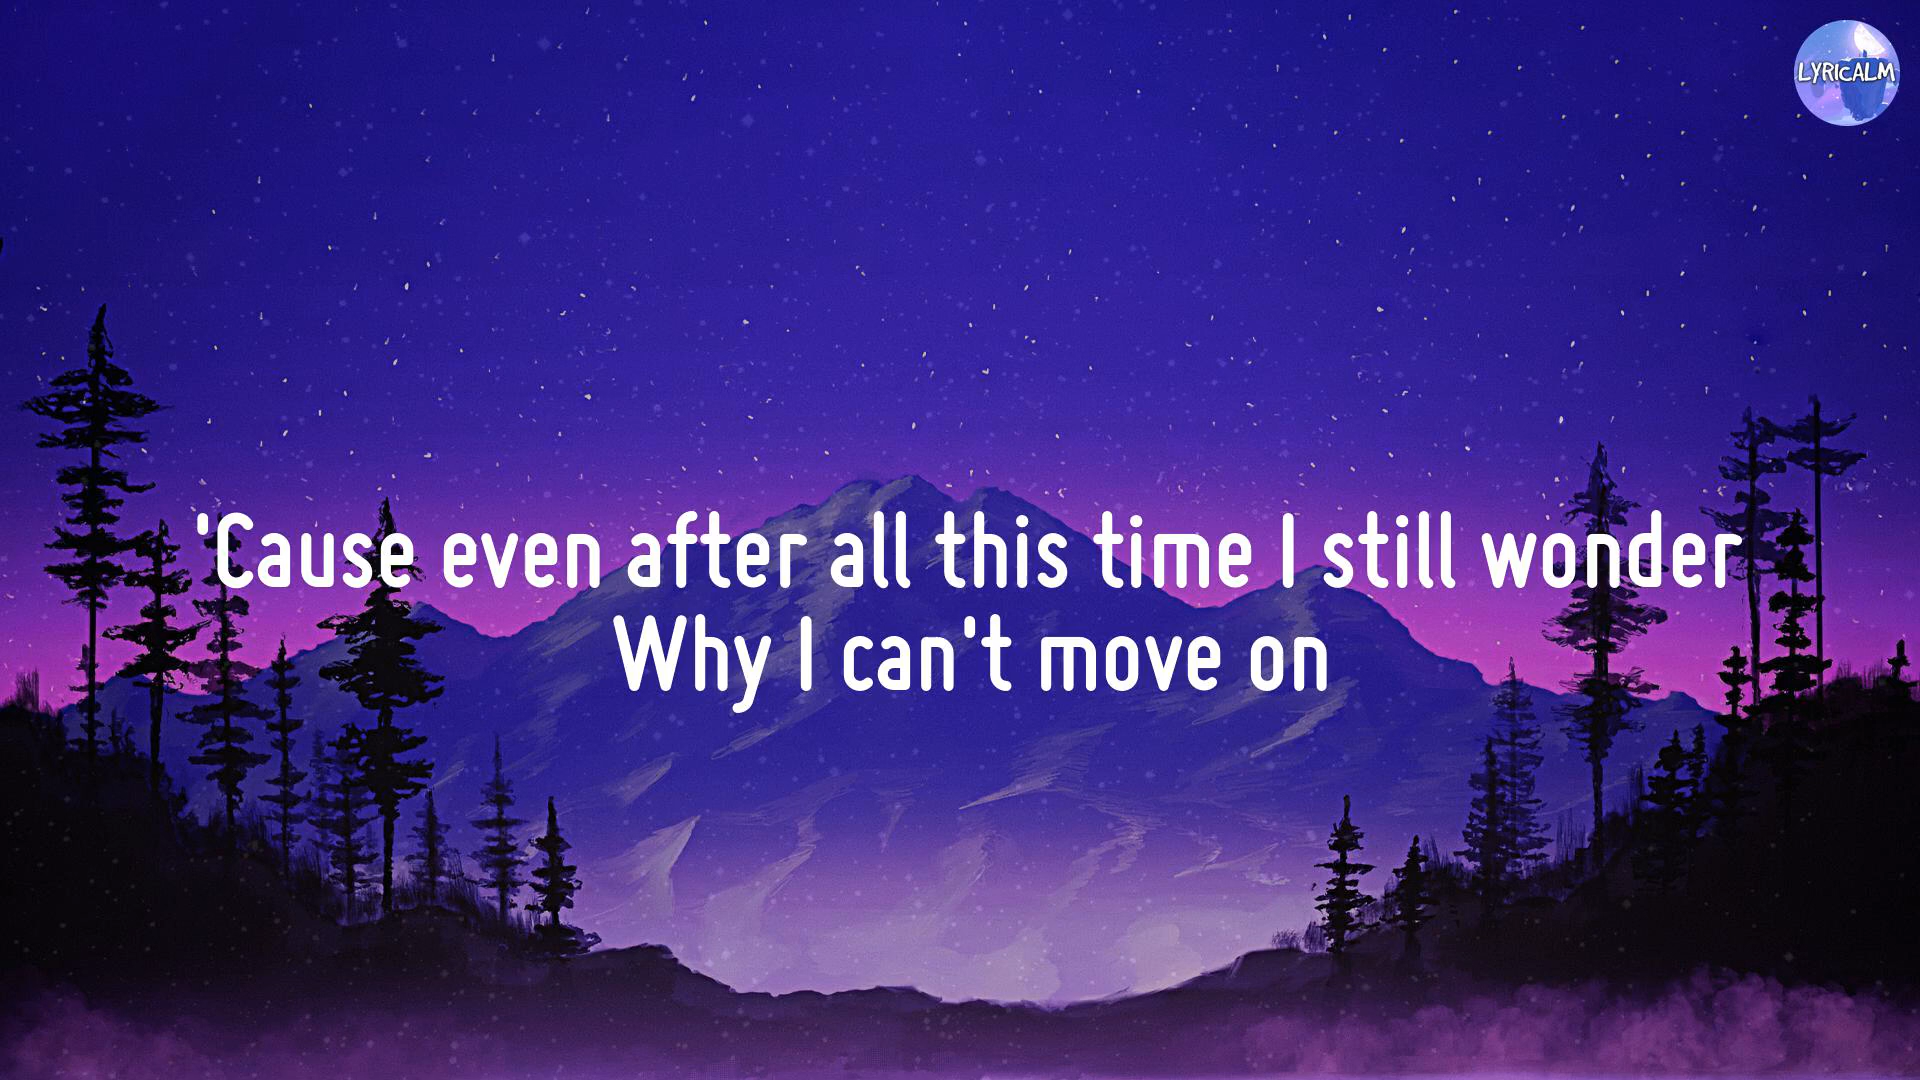 LYRICALM
'Cause even after all this time I still wonder
Why I can't move on